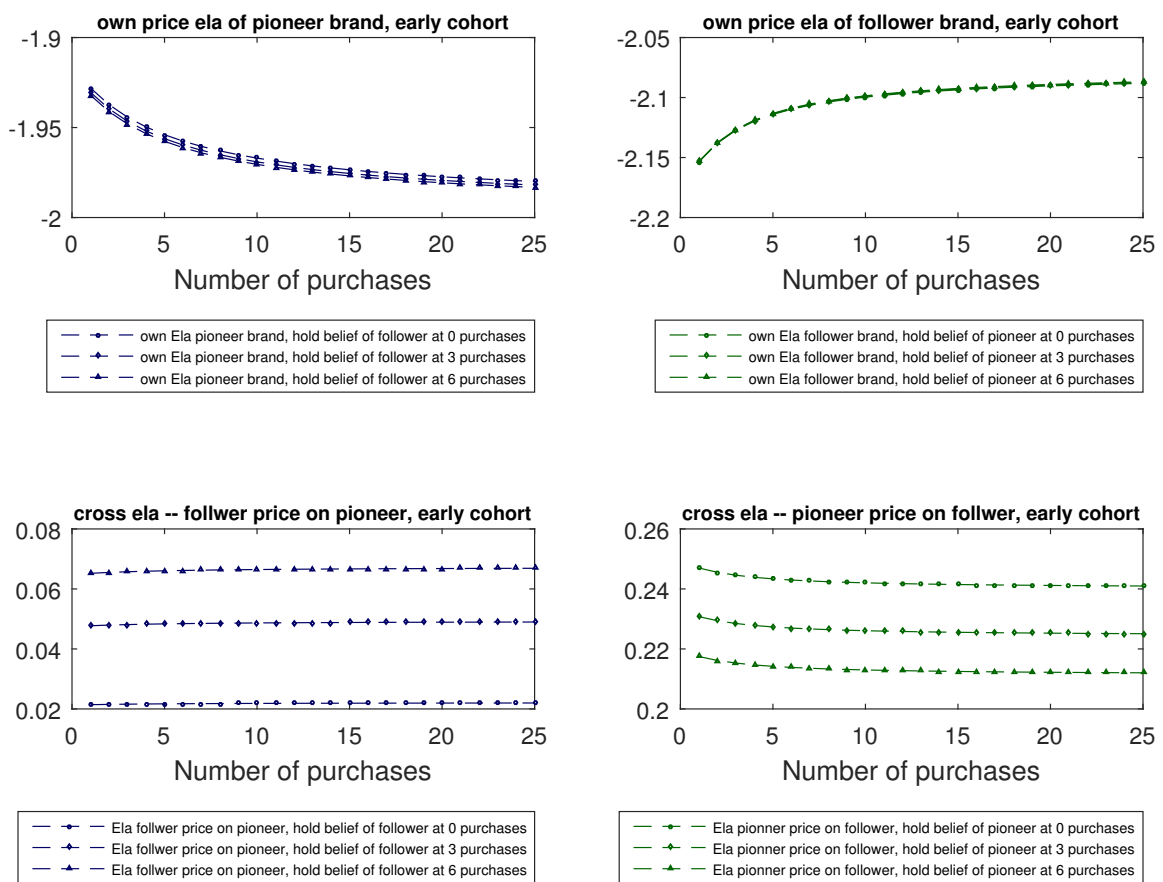 own price ela of pioneer brand, early cohort
-1.9
-1.95
-2
0 5 10 15 20 25
Number of purchases
own Ela pioneer brand, hold belief of follower at 0 purchases
own Ela pioneer brand, hold belief of follower at 3 purchases
own Ela pioneer brand, hold belief of follower at 6 purchases
own price ela of follower brand, early cohort
-2.05
-2.1
-2.15
-2.2
0 5 10 15 20 25
Number of purchases
own Ela follower brand, hold belief of pioneer at 0 purchases
own Ela follower brand, hold belief of pioneer at 3 purchases
own Ela follower brand, hold belief of pioneer at 6 purchases
cross ela -- follwer price on pioneer, early cohort
0.08
0.06
0.04
0.02
0 5 10 15 20 25
Number of purchases
Ela follwer price on pioneer, hold belief of follower at 0 purchases
Ela follwer price on pioneer, hold belief of follower at 3 purchases
Ela follwer price on pioneer, hold belief of follower at 6 purchases
cross ela -- pioneer price on follwer, early cohort
0.26
0.24
0.22
0.2
0 5 10 15 20 25
Number of purchases
Ela pionner price on follower, hold belief of pioneer at 0 purchases
Ela pionner price on follower, hold belief of pioneer at 3 purchases
Ela pionner price on follower, hold belief of pioneer at 6 purchases